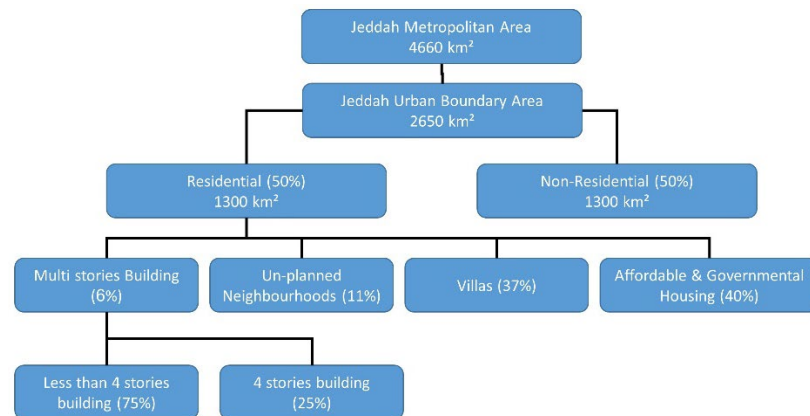 Jeddah Metropolitan Area
4660 km²
Jeddah Urban Boundary Area
2650 km²
Residential (50%)
1300 km²
Non-Residential (50%)
1300 km²
Multi stories Building
(6%)
Un-planned
Neighbourhoods (11%)
Villas (37%)
Affordable & Governmental
Housing (40%)
Less than 4 stories
building (75%)
4 stories building
(25%)